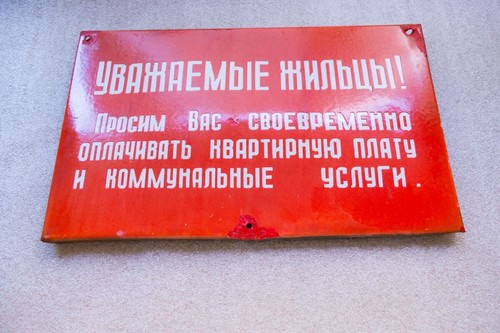 Уважаемые жильцы!
Просим Вас своевременно
оплачивать квартирную плату
и коммунальные услуги.